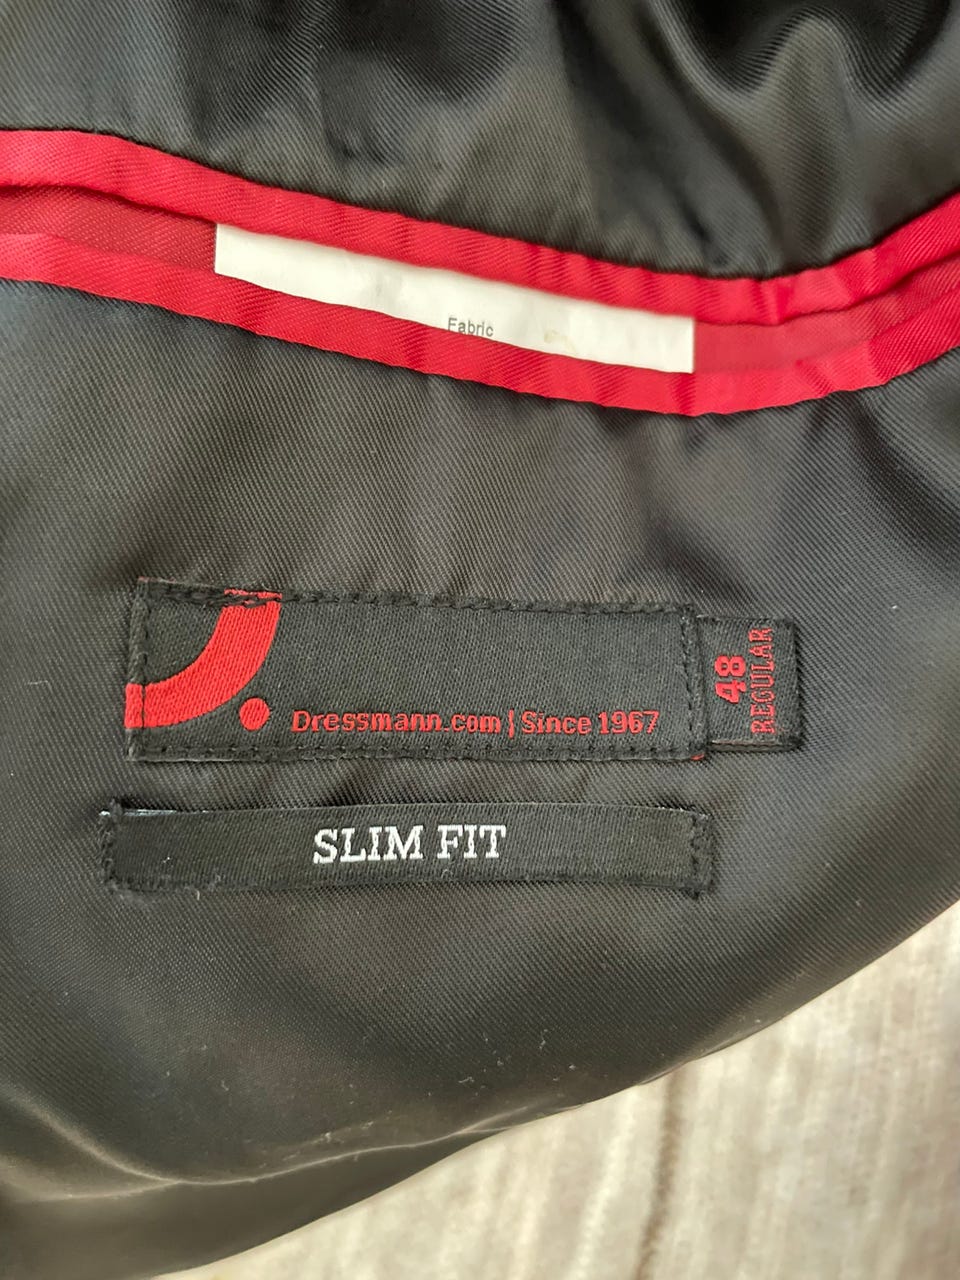 Fabric
Dressmann.com | Since 1967
48
REGULAR
SLIM FIT